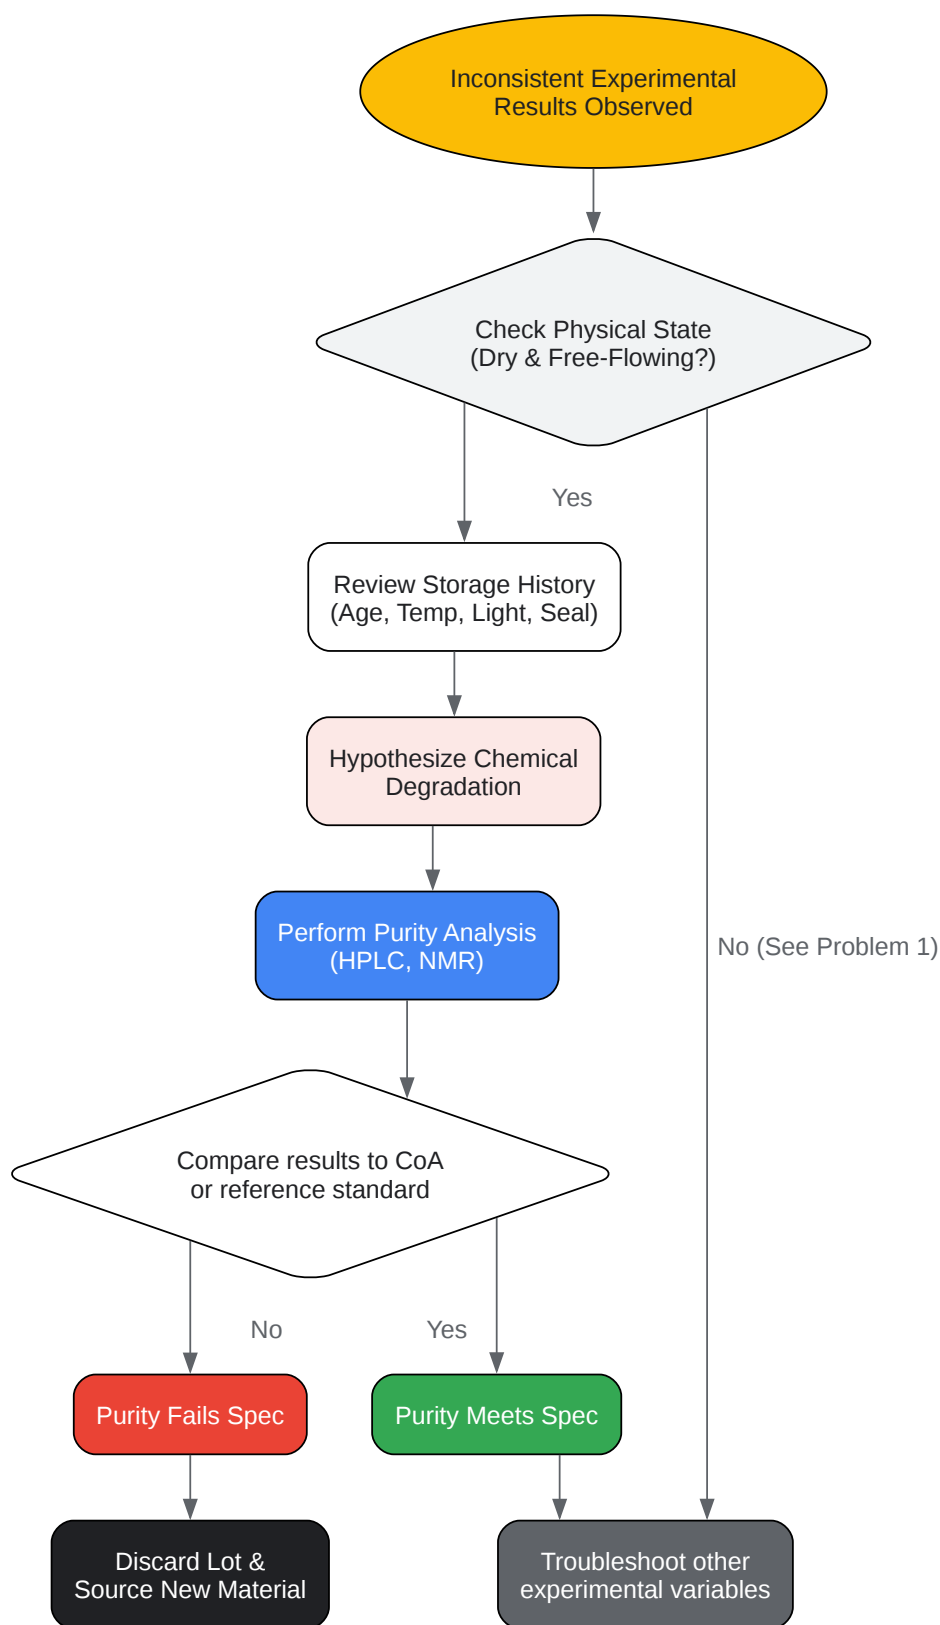 Inconsistent Experimental
Results Observed
Check Physical State
(Dry & Free-Flowing?)
Yes
Review Storage History
(Age, Temp, Light, Seal)
Hypothesize Chemical
Degradation
Perform Purity Analysis
(HPLC, NMR)
No (See Problem 1)
Compare results to CoA
or reference standard
No
Yes
Purity Fails Spec
Purity Meets Spec
Discard Lot &
Source New Material
Troubleshoot other
experimental variables